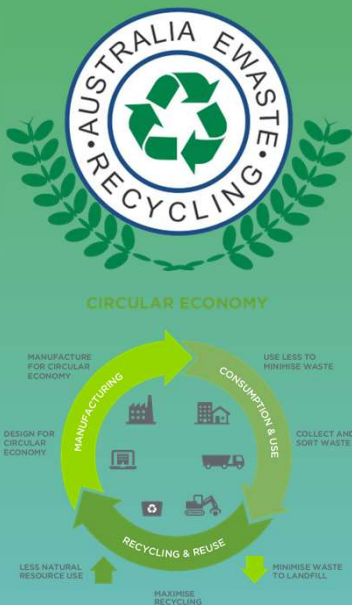 AUSTRALIA EWASTE
RECYCLING
CIRCULAR ECONOMY
MANUFACTURE
FOR CIRCULAR
ECONOMY
USE LESS TO
MINIMISE WASTE
MANUFACTURING
CONSUMPTION & USE
DESIGN FOR
CIRCULAR
ECONOMY
COLLECT AND
SORT WASTE
RECYCLING & REUSE
LESS NATURAL
RESOURCE USE
MINIMISE WASTE
TO LANDFILL
MAXIMISE
RECYCLING